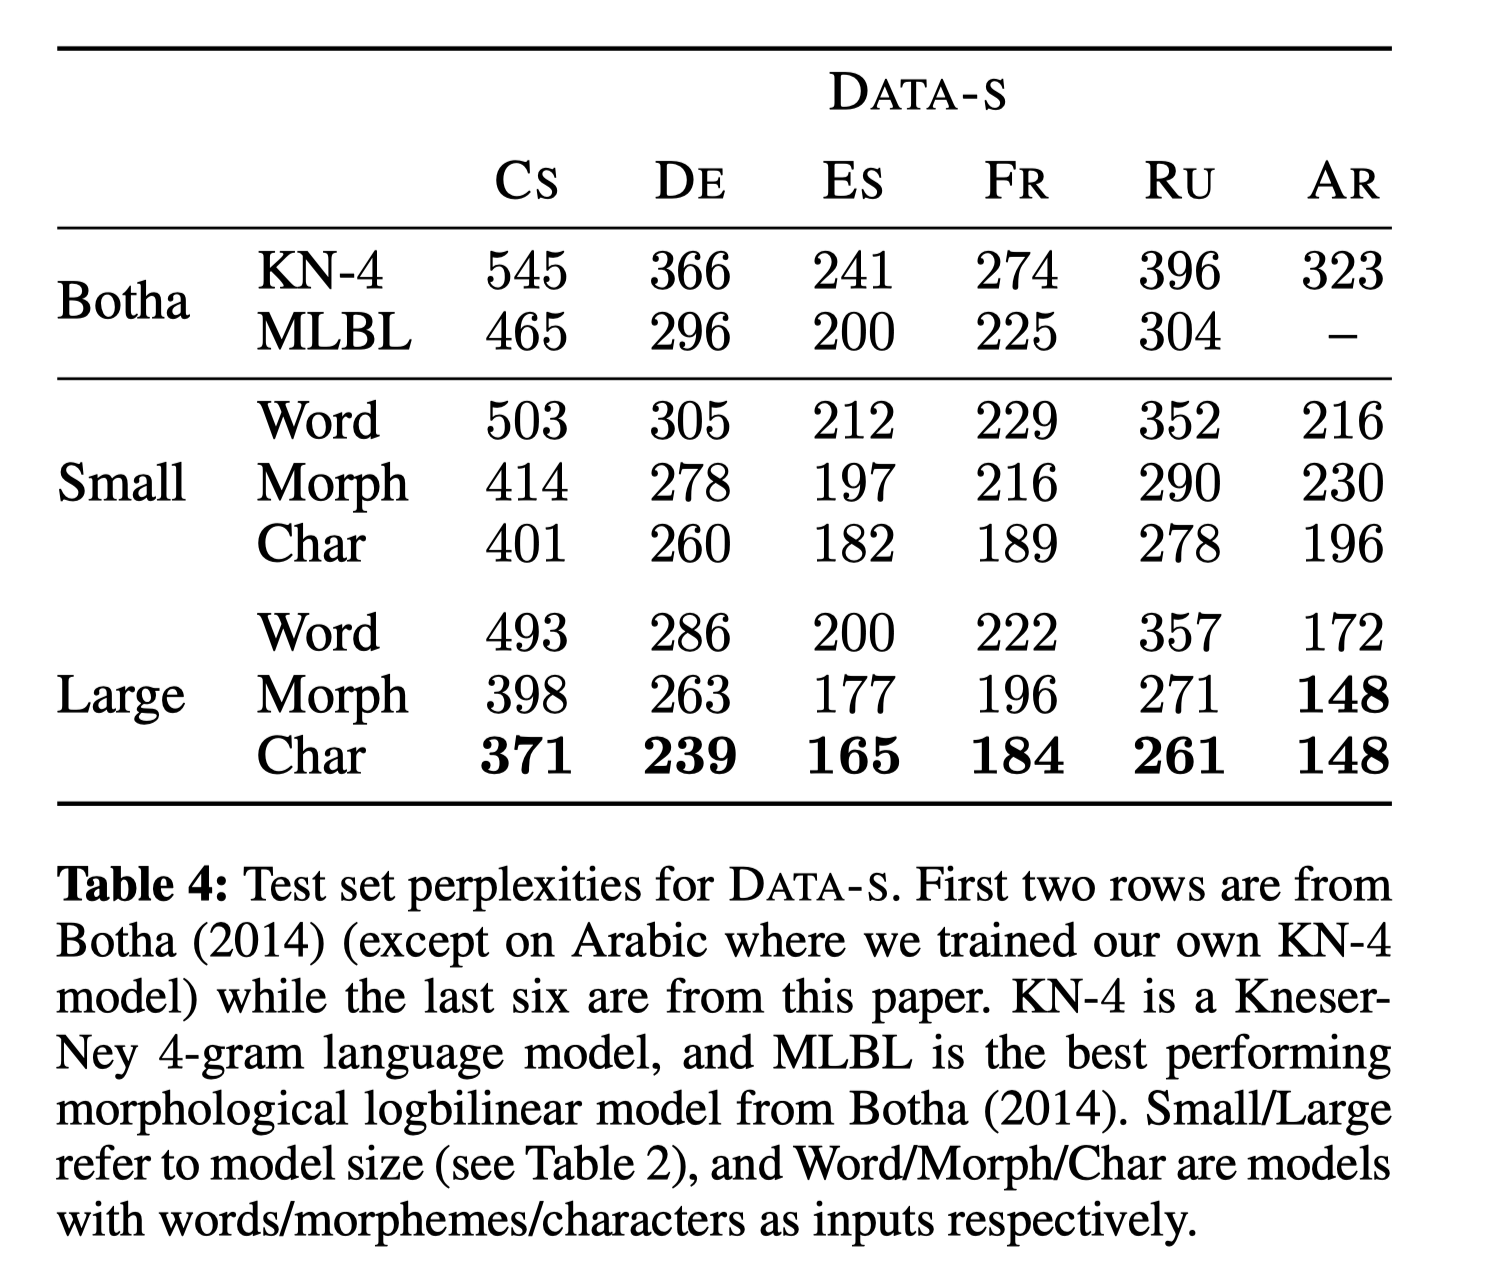 DATA-S
CS DE ES FR RU AR
Botha
KN-4 545 366 241 274 396 323
MLBL 465 296 200 225 304 –
Small
Word 503 305 212 229 352 216
Morph 414 278 197 216 290 230
Char 401 260 182 189 278 196
Large
Word 493 286 200 222 357 172
Morph 398 263 177 196 271 148
Char 371 239 165 184 261 148
Table 4: Test set perplexities for DATA-S. First two rows are from
Botha (2014) (except on Arabic where we trained our own KN-4
model) while the last six are from this paper. KN-4 is a Kneser-
Ney 4-gram language model, and MLBL is the best performing
morphological logbilinear model from Botha (2014). Small/Large
refer to model size (see Table 2), and Word/Morph/Char are models
with words/morphemes/characters as inputs respectively.